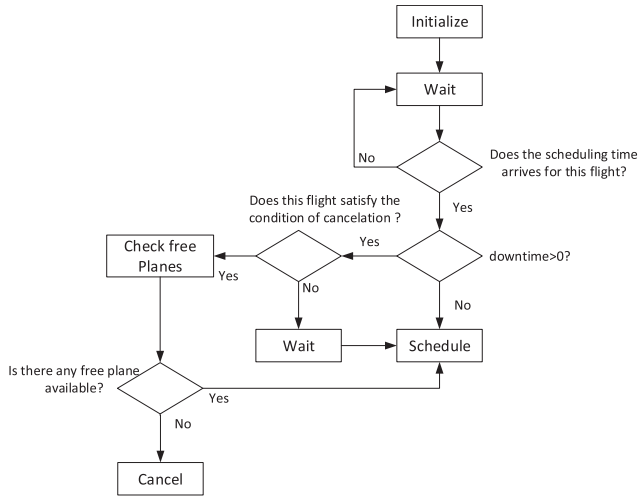 Initialize
Wait
No
Does the scheduling time
arrives for this flight?
Yes
Does this flight satisfy the
condition of cancelation ?
Check free
Planes
Yes
Yes
downtime>0?
No
No
Wait
Schedule
Is there any free plane
available?
Yes
No
Cancel